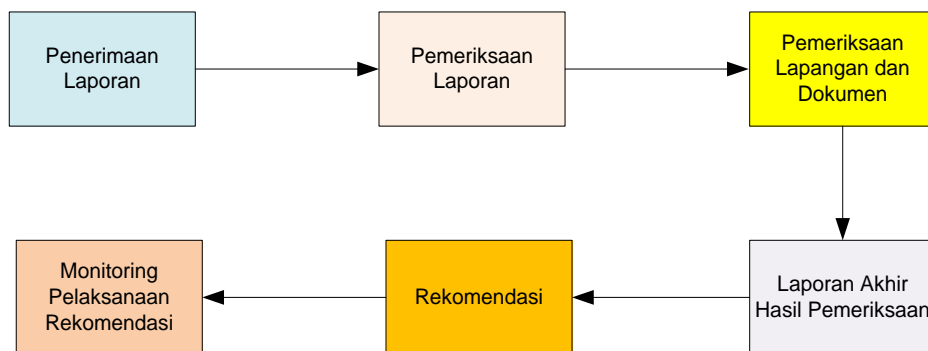 Penerimaan
Laporan
Pemeriksaan
Laporan
Pemeriksaan
Lapangan dan
Dokumen
Laporan Akhir
Hasil Pemeriksaan
Rekomendasi
Monitoring
Pelaksanaan
Rekomendasi